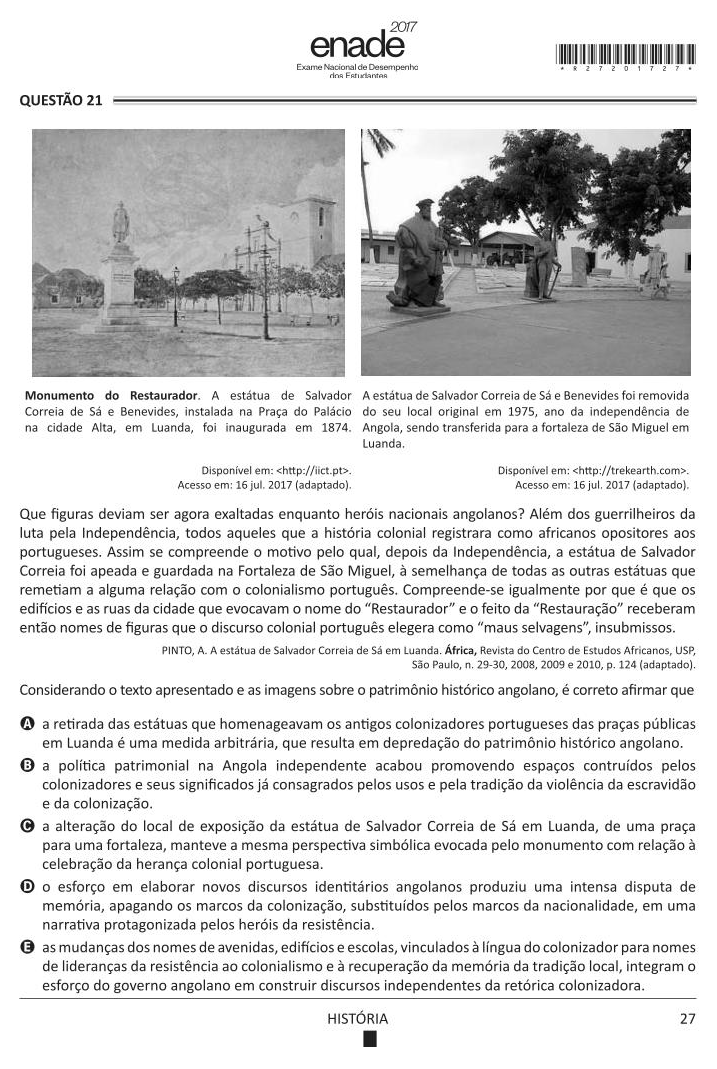 2017
enade
Exame Nacional de Desempenho
dos Estudantes
*R2720172​7*
QUESTÃO 21
Monumento do Restaurador. A estátua de Salvador
Correia de Sá e Benevides, instalada na Praça do Palácio
na cidade Alta, em Luanda, foi inaugurada em 1874.
Disponível em: <http://iict.pt>.
Acesso em: 16 jul. 2017 (adaptado).
A estátua de Salvador Correia de Sá e Benevides foi removida
do seu local original em 1975, ano da independência de
Angola, sendo transferida para a fortaleza de São Miguel em
Luanda.
Disponível em: <http://trekearth.com>.
Acesso em: 16 jul. 2017 (adaptado).
Que figuras deviam ser agora exaltadas enquanto heróis nacionais angolanos? Além dos guerrilheiros da
luta pela Independência, todos aqueles que a história colonial registrara como africanos opositores aos
portugueses. Assim se compreende o motivo pelo qual, depois da Independência, a estátua de Salvador
Correia foi apeada e guardada na Fortaleza de São Miguel, à semelhança de todas as outras estátuas que
remetiam a alguma relação com o colonialismo português. Compreende-se igualmente por que é que os
edifícios e as ruas da cidade que evocavam o nome do “Restaurador” e o feito da “Restauração” receberam
então nomes de figuras que o discurso colonial português elegera como “maus selvagens”, insubmissos.
PINTO, A. A estátua de Salvador Correia de Sá em Luanda. África, Revista do Centro de Estudos Africanos, USP,
São Paulo, n. 29-30, 2008, 2009 e 2010, p. 124 (adaptado).
Considerando o texto apresentado e as imagens sobre o patrimônio histórico angolano, é correto afirmar que
A a retirada das estátuas que homenageavam os antigos colonizadores portugueses das praças públicas
em Luanda é uma medida arbitrária, que resulta em depredação do patrimônio histórico angolano.
B a política patrimonial na Angola independente acabou promovendo espaços contruídos pelos
colonizadores e seus significados já consagrados pelos usos e pela tradição da violência da escravidão
e da colonização.
C a alteração do local de exposição da estátua de Salvador Correia de Sá em Luanda, de uma praça
para uma fortaleza, manteve a mesma perspectiva simbólica evocada pelo monumento com relação à
celebração da herança colonial portuguesa.
D o esforço em elaborar novos discursos identitários angolanos produziu uma intensa disputa de
memória, apagando os marcos da colonização, substituídos pelos marcos da nacionalidade, em uma
narrativa protagonizada pelos heróis da resistência.
E as mudanças dos nomes de avenidas, edifícios e escolas, vinculados à língua do colonizador para nomes
de lideranças da resistência ao colonialismo e à recuperação da memória da tradição local, integram o
esforço do governo angolano em construir discursos independentes da retórica colonizadora.
HISTÓRIA
27